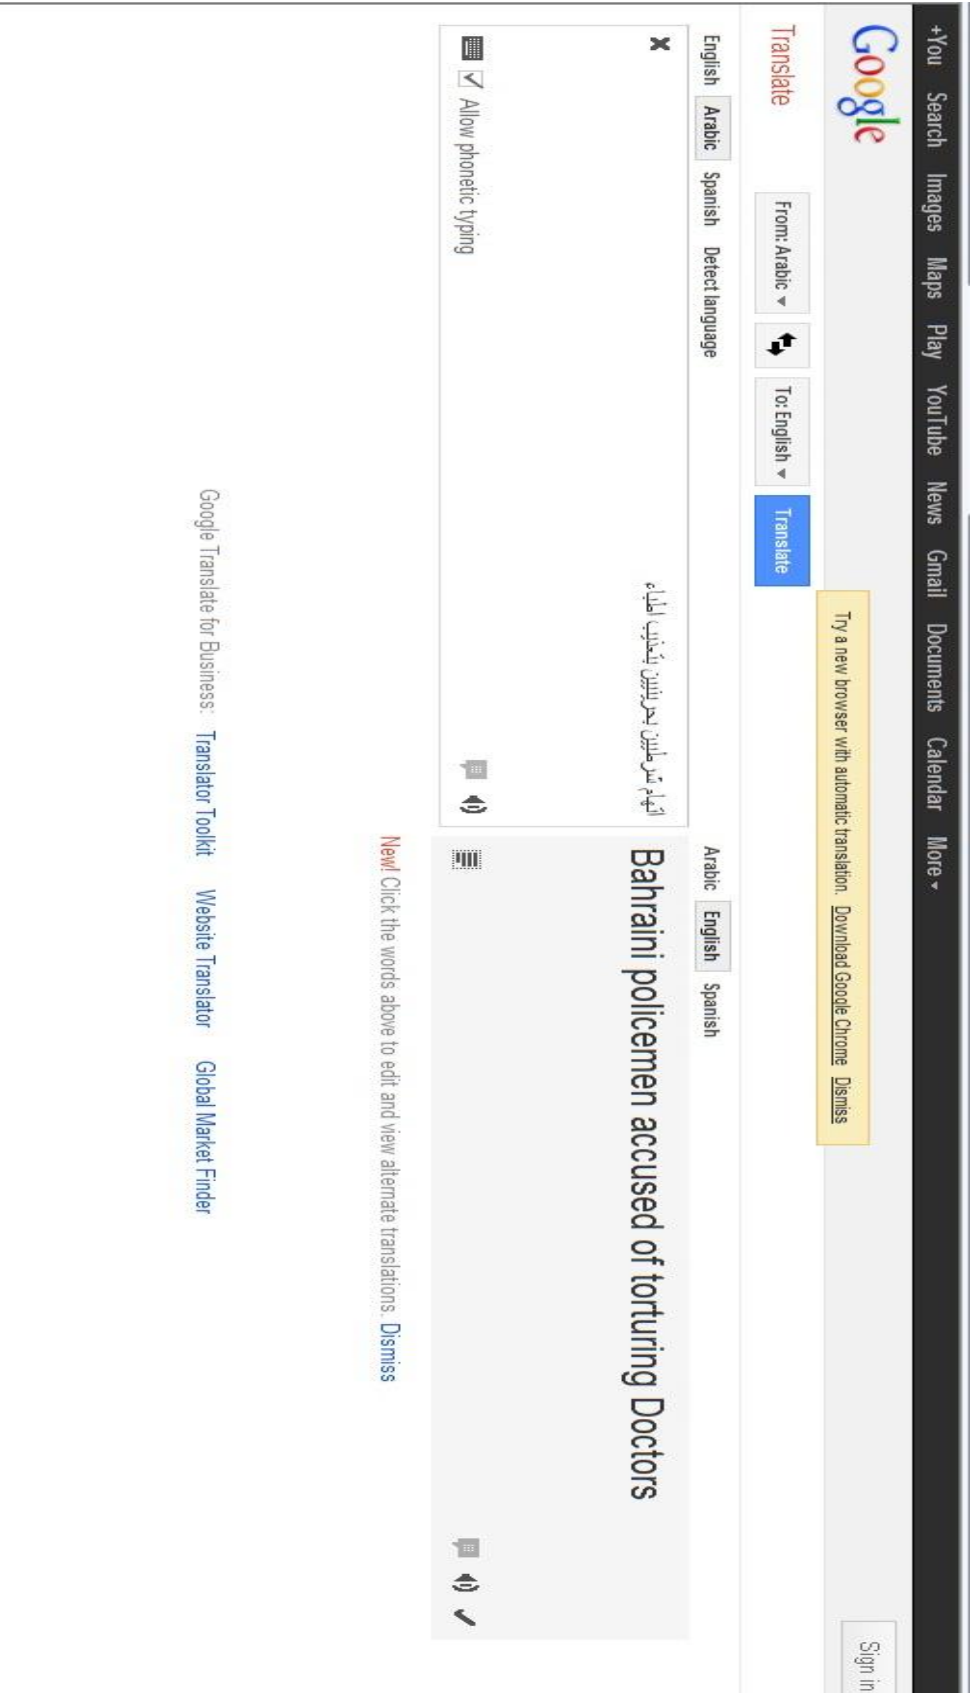 +You Search Images Maps Play YouTube News Gmail Documents Calendar More
Google
Try a new browser with automatic translation. Download Google Chrome Dismiss
Sign in
Translate From: Arabic To: English Translate
English Arabic Spanish Detect language
Arabic English Spanish
اتهام شرطيين بحرينيين بتعذيب اطباء
Bahraini policemen accused of torturing Doctors
Allow phonetic typing
New! Click the words above to edit and view alternate translations. Dismiss
Google Translate for Business: Translator Toolkit Website Translator Global Market Finder